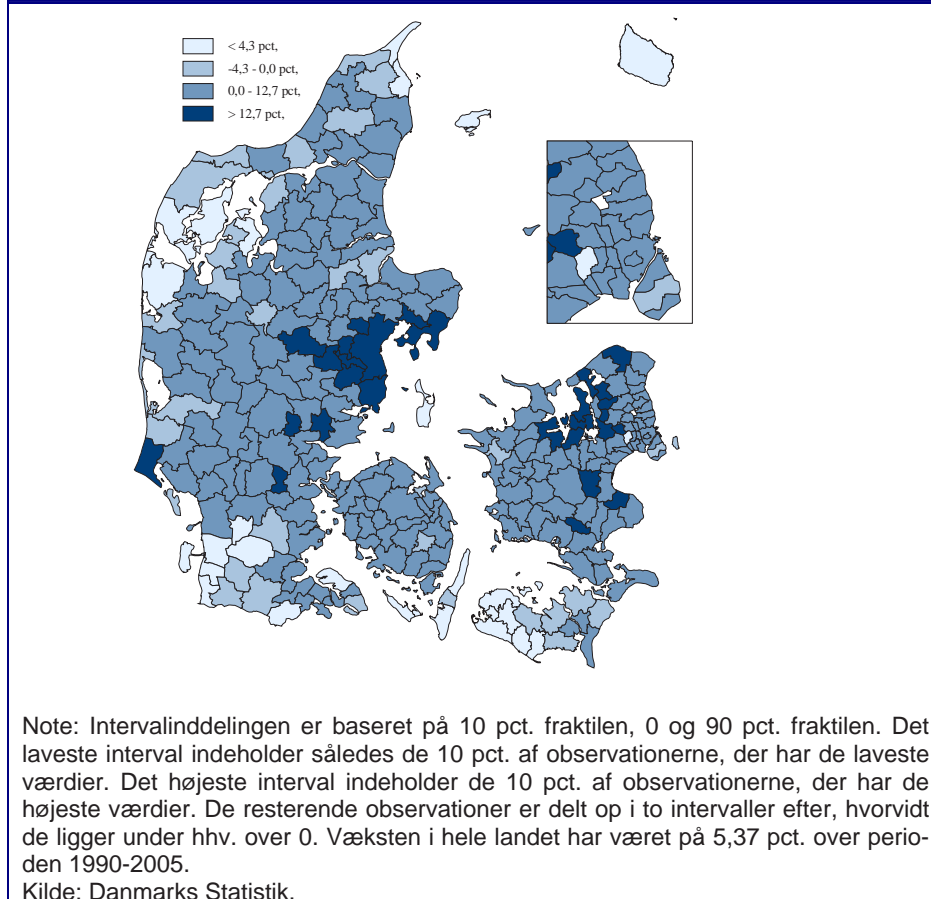 < 4,3 pct,
-4,3 - 0,0 pct,
0,0 - 12,7 pct,
> 12,7 pct,
Note: Intervalinddelingen er baseret på 10 pct. fraktilen, 0 og 90 pct. fraktilen. Det
laveste interval indeholder således de 10 pct. af observationerne, der har de laveste
værdier. Det højeste interval indeholder de 10 pct. af observationerne, der har de
højeste værdier. De resterende observationer er delt op i to intervaller efter, hvorvidt
de ligger under hhv. over 0. Væksten i hele landet har været på 5,37 pct. over perio-
den 1990-2005.
Kilde: Danmarks Statistik.